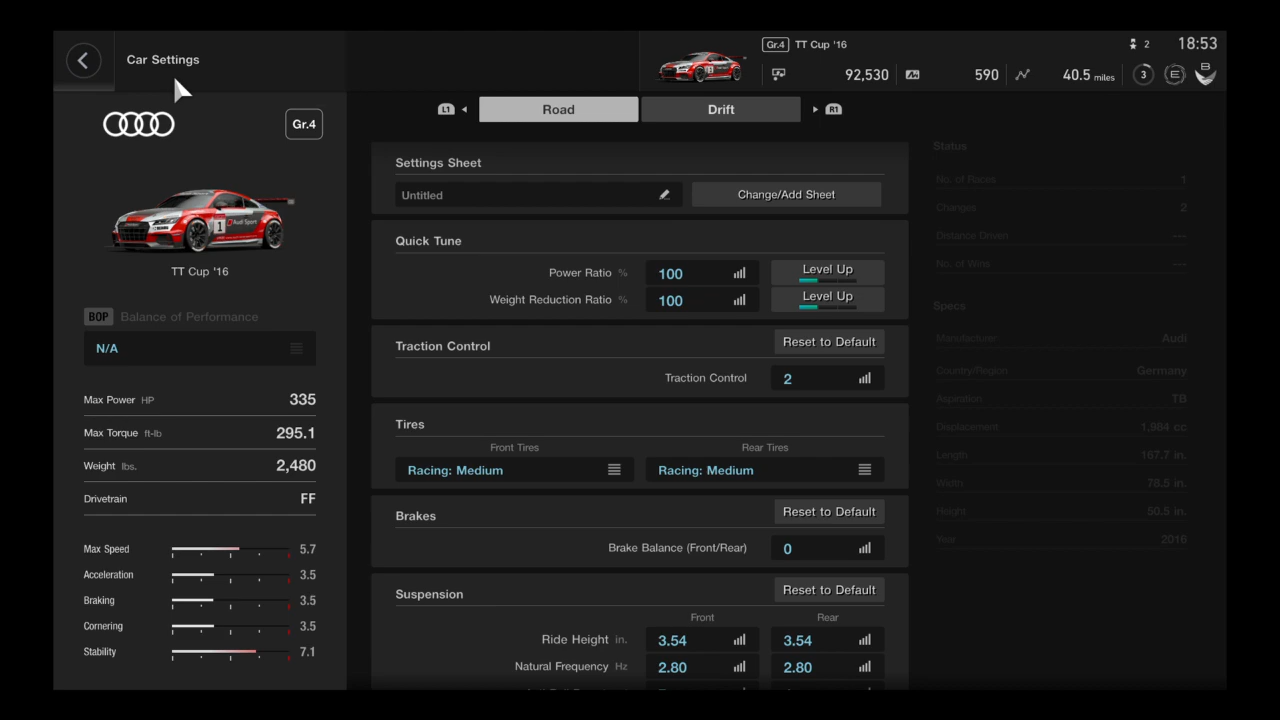 Car Settings
Gr.4 TT Cup '16
2 18:53
92,530 590 40.5 miles 3 E B
L1 Road Drift R1
Gr.4
1 Audi Sport
TT Cup '16
BOP Balance of Performance
N/A
Max Power HP 335
Max Torque ft-lb 295.1
Weight lbs. 2,480
Drivetrain FF
Max Speed 5.7
Acceleration 3.5
Braking 3.5
Cornering 3.5
Stability 7.1
Settings Sheet
Untitled Change/Add Sheet
Quick Tune
Power Ratio % 100 Level Up
Weight Reduction Ratio % 100 Level Up
Traction Control Reset to Default
Traction Control 2
Tires
Front Tires Rear Tires
Racing: Medium Racing: Medium
Brakes Reset to Default
Brake Balance (Front/Rear) 0
Suspension Reset to Default
Front Rear
Ride Height in. 3.54 3.54
Natural Frequency Hz 2.80 2.80
Status
No. of Races 1
Changes 2
Distance Driven ---
No. of Wins ---
Specs
Manufacturer Audi
Country/Region Germany
Aspiration TB
Displacement 1,984 cc
Length 167.7 in.
Width 78.5 in.
Height 50.5 in.
Year 2016